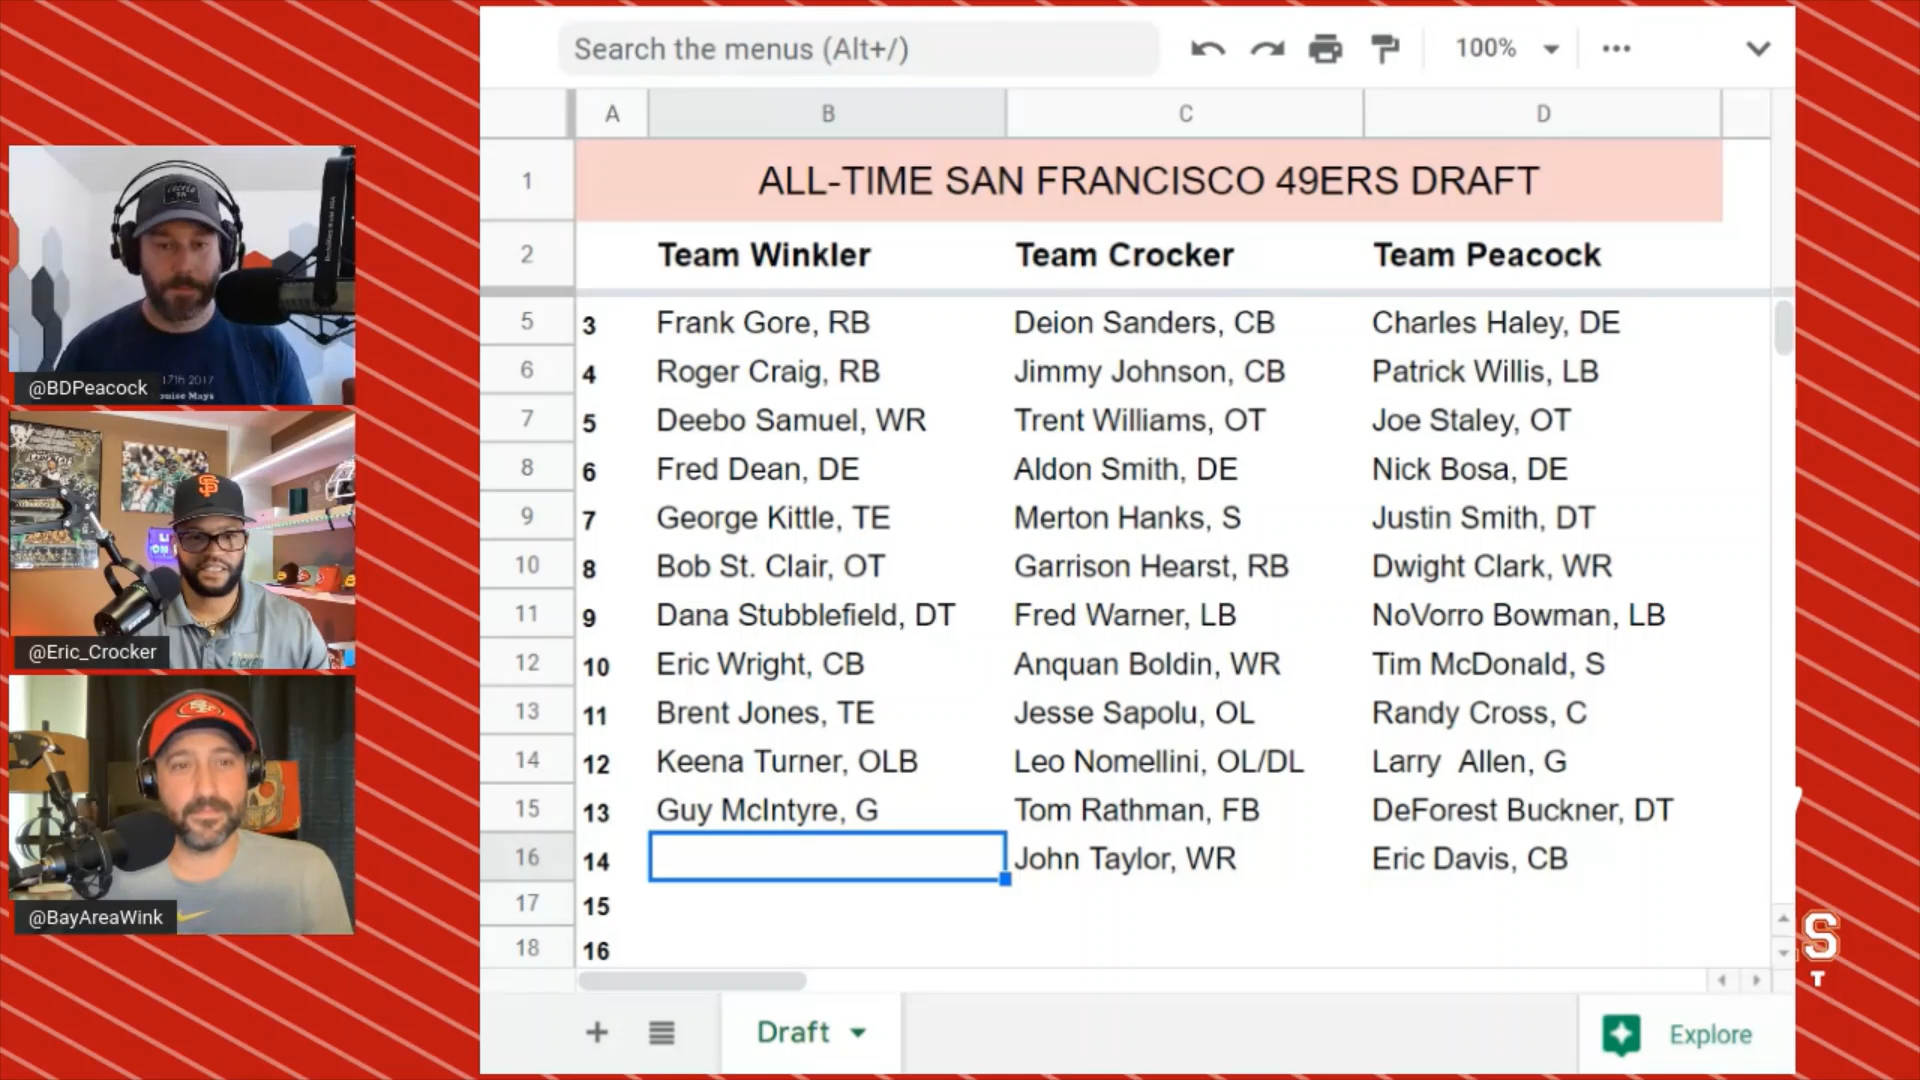 Search the menus (Alt+/)
100%
A B C D
1 ALL-TIME SAN FRANCISCO 49ERS DRAFT
2 Team Winkler Team Crocker Team Peacock
5 3 Frank Gore, RB Deion Sanders, CB Charles Haley, DE
6 4 Roger Craig, RB Jimmy Johnson, CB Patrick Willis, LB
7 5 Deebo Samuel, WR Trent Williams, OT Joe Staley, OT
8 6 Fred Dean, DE Aldon Smith, DE Nick Bosa, DE
9 7 George Kittle, TE Merton Hanks, S Justin Smith, DT
10 8 Bob St. Clair, OT Garrison Hearst, RB Dwight Clark, WR
11 9 Dana Stubblefield, DT Fred Warner, LB NoVorro Bowman, LB
12 10 Eric Wright, CB Anquan Boldin, WR Tim McDonald, S
13 11 Brent Jones, TE Jesse Sapolu, OL Randy Cross, C
14 12 Keena Turner, OLB Leo Nomellini, OL/DL Larry Allen, G
15 13 Guy McIntyre, G Tom Rathman, FB DeForest Buckner, DT
16 14 John Taylor, WR Eric Davis, CB
17 15
18 16
Draft
Explore
17th 2017
@BDPeacock
SF
@Eric_Crocker
SF
@BayAreaWink
S
T